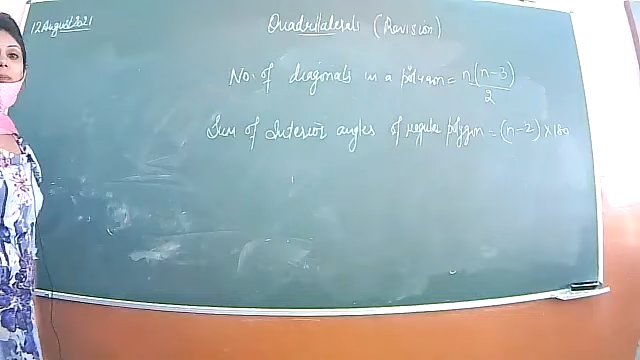 12 August 2021
Quadrilaterals (Revision)
No. of diagonals in a polygon = n(n-3)/2
Sum of Interior angles of regular polygon = (n-2) × 180